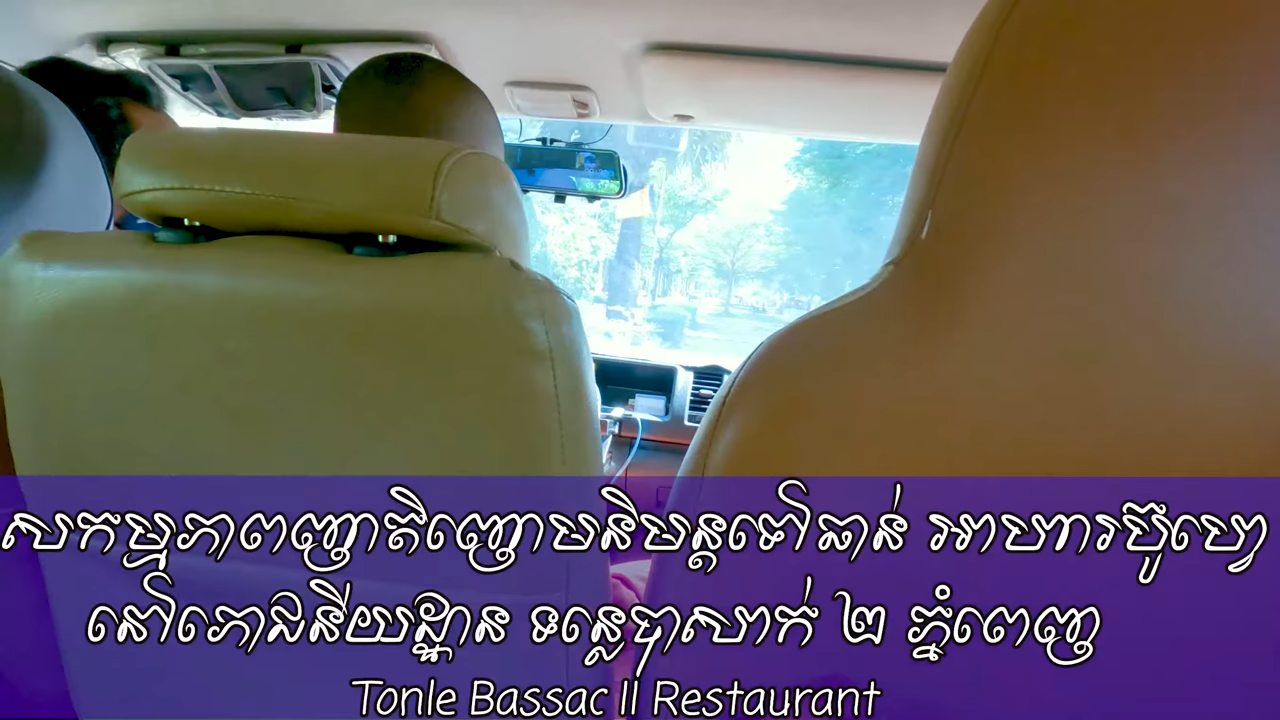 សកម្មភាពញាតិញោមនិមន្តទៅឆាន់ អាហារប៊ូហ្វេ
នៅភោជនីយដ្ឋាន ទន្លេបាសាក់ ២ ភ្នំពេញ
Tonle Bassac II Restaurant